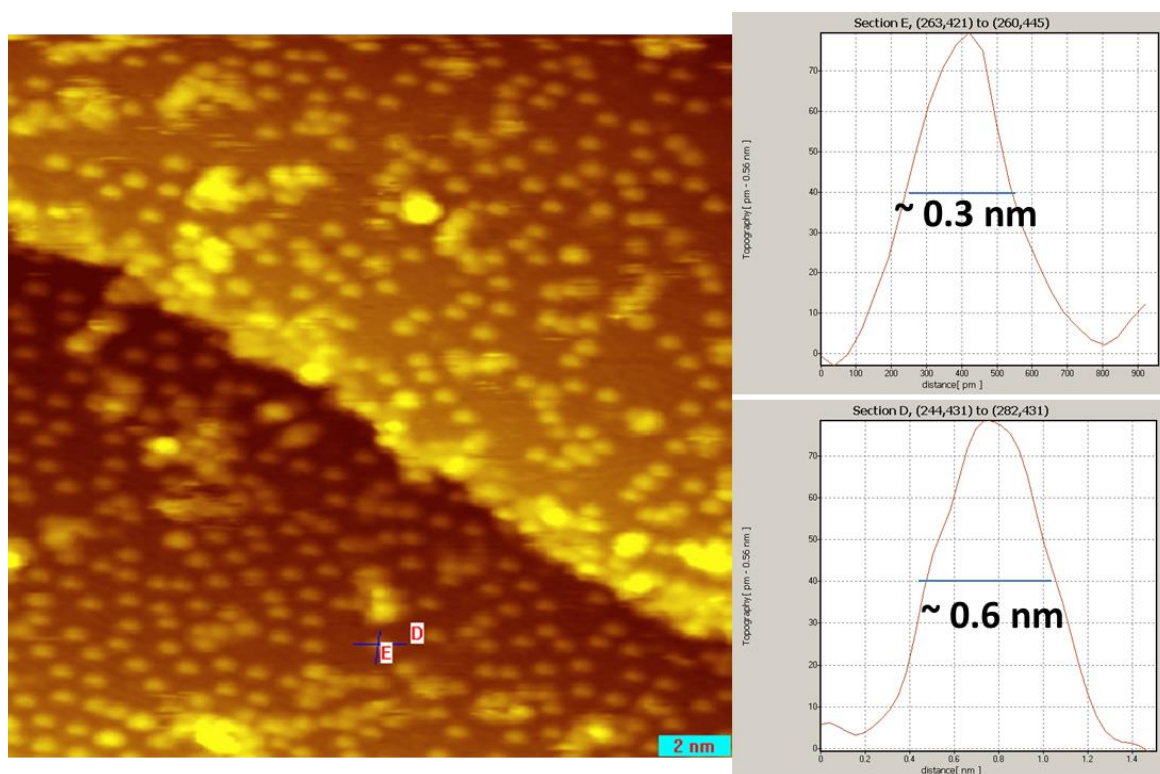 D
E
2 nm
Section E, (263,421) to (260,445)
Topography[ pm - 0.56 nm ]
70
60
50
40
30
20
10
0
~ 0.3 nm
0 100 200 300 400 500 600 700 800 900
distance[ pm ]
Section D, (244,431) to (282,431)
Topography[ pm - 0.56 nm ]
70
60
50
40
30
20
10
0
~ 0.6 nm
0.0 0.2 0.4 0.6 0.8 1.0 1.2 1.4
distance[ nm ]